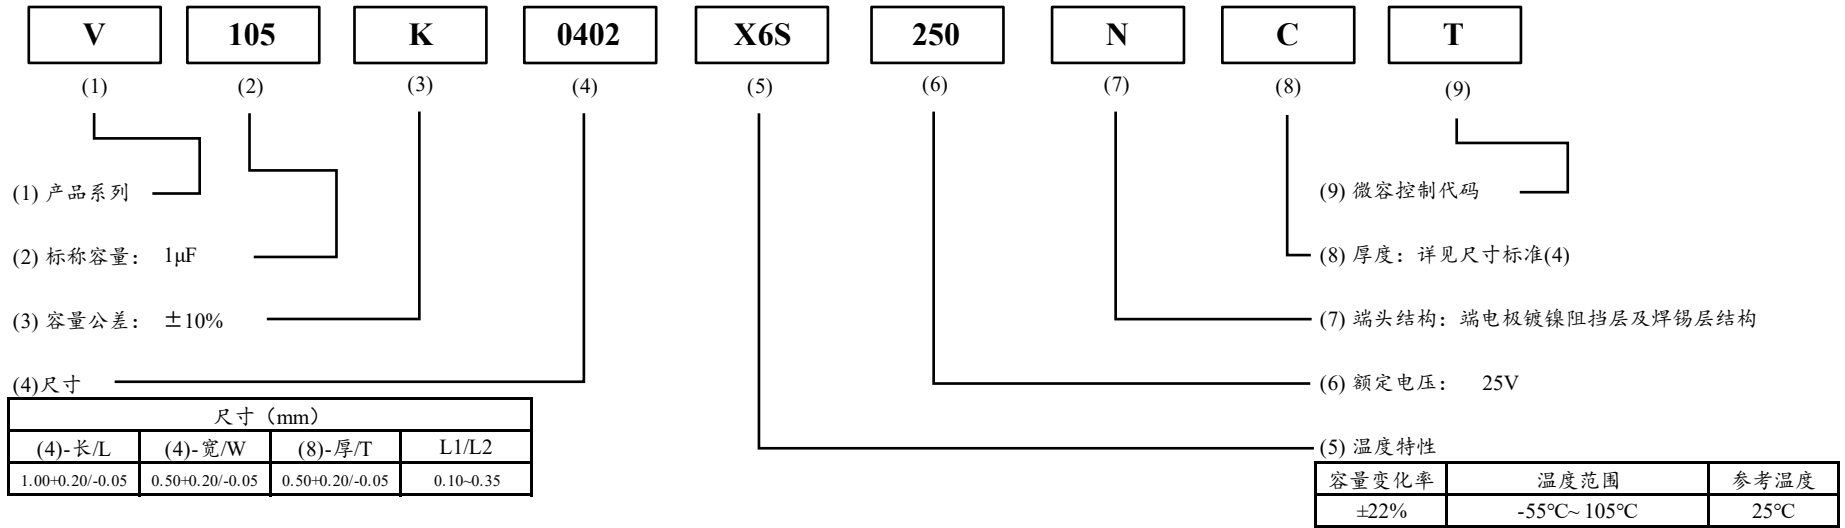 V 105 K 0402 X6S 250 N C T
(1) (2) (3) (4) (5) (6) (7) (8) (9)
(1) 产品系列
(9) 微容控制代码
(2) 标称容量： 1μF
(8) 厚度：详见尺寸标准(4)
(3) 容量公差： ±10%
(7) 端头结构：端电极镀镍阻挡层及焊锡层结构
(4)尺寸
(6) 额定电压： 25V
尺寸（mm）
(4)-长/L (4)-宽/W (8)-厚/T L1/L2
1.00+0.20/-0.05 0.50+0.20/-0.05 0.50+0.20/-0.05 0.10~0.35
(5) 温度特性
容量变化率 温度范围 参考温度
±22% -55℃~ 105℃ 25℃